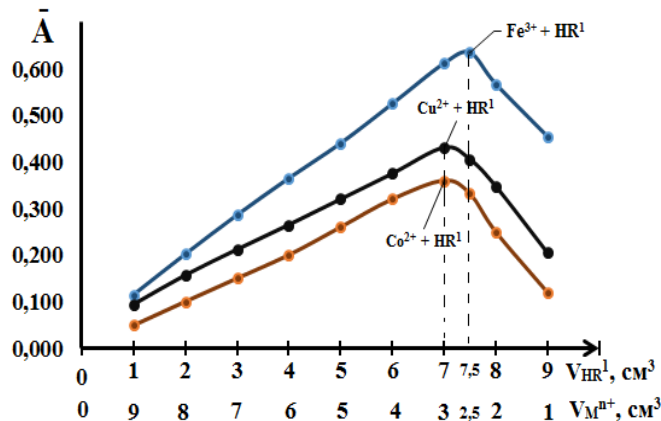 Ā
0,600
0,500
0,400
0,300
0,200
0,100
0,000
Fe³⁺ + HR¹
Cu²⁺ + HR¹
Co²⁺ + HR¹
0 1 2 3 4 5 6 7 7,5 8 9 V_HR¹, см³
0 9 8 7 6 5 4 3 2,5 2 1 V_Mⁿ⁺, см³